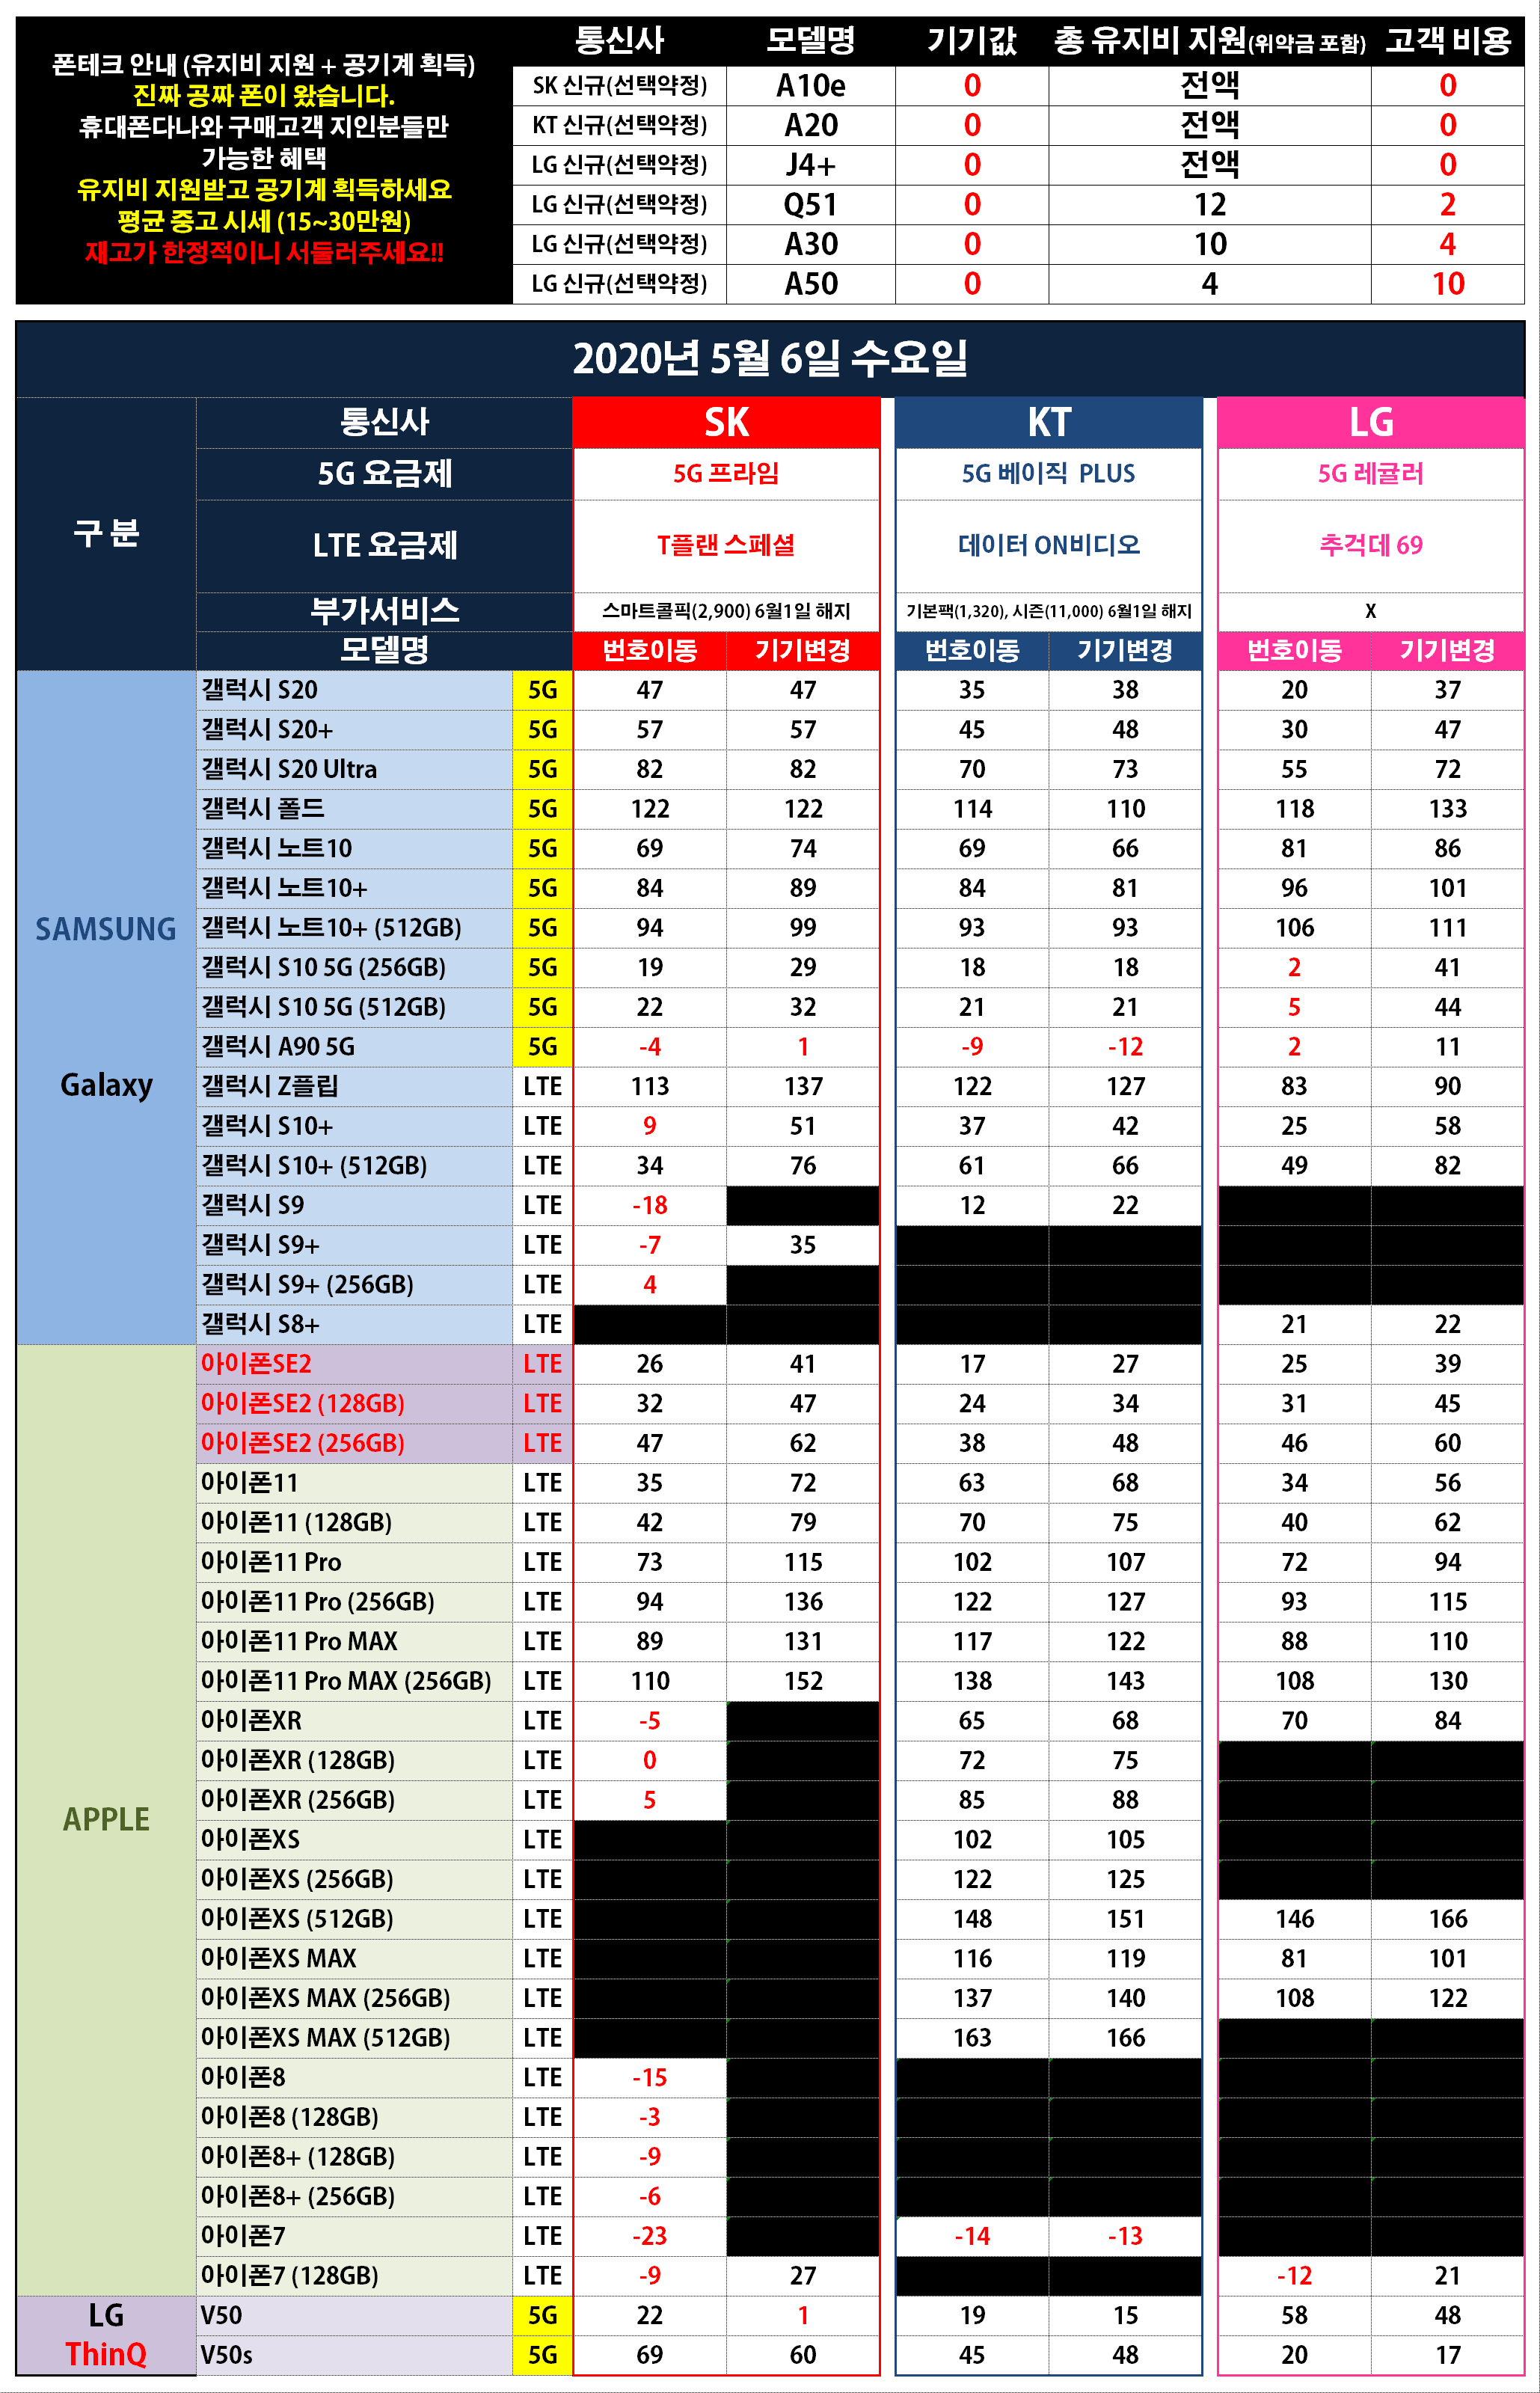 폰테크 안내 (유지비 지원 + 공기계 획득)
진짜 공짜 폰이 왔습니다.
휴대폰다나와 구매고객 지인분들만
가능한 혜택
유지비 지원받고 공기계 획득하세요
평균 중고 시세 (15~30만원)
재고가 한정적이니 서둘러주세요!!
통신사 모델명 기기값 총 유지비 지원(위약금 포함) 고객 비용
SK 신규(선택약정) A10e 0 전액 0
KT 신규(선택약정) A20 0 전액 0
LG 신규(선택약정) J4+ 0 전액 0
LG 신규(선택약정) Q51 0 12 2
LG 신규(선택약정) A30 0 10 4
LG 신규(선택약정) A50 0 4 10
2020년 5월 6일 수요일
구 분
통신사 SK KT LG
5G 요금제 5G 프라임 5G 베이직 PLUS 5G 레귤러
LTE 요금제 T플랜 스페셜 데이터 ON비디오 추걱데 69
부가서비스 스마트콜픽(2,900) 6월1일 해지 기본팩(1,320), 시즌(11,000) 6월1일 해지 X
모델명 번호이동 기기변경 번호이동 기기변경 번호이동 기기변경
SAMSUNG
Galaxy
갤럭시 S20 5G 47 47 35 38 20 37
갤럭시 S20+ 5G 57 57 45 48 30 47
갤럭시 S20 Ultra 5G 82 82 70 73 55 72
갤럭시 폴드 5G 122 122 114 110 118 133
갤럭시 노트10 5G 69 74 69 66 81 86
갤럭시 노트10+ 5G 84 89 84 81 96 101
갤럭시 노트10+ (512GB) 5G 94 99 93 93 106 111
갤럭시 S10 5G (256GB) 5G 19 29 18 18 2 41
갤럭시 S10 5G (512GB) 5G 22 32 21 21 5 44
갤럭시 A90 5G 5G -4 1 -9 -12 2 11
갤럭시 Z플립 LTE 113 137 122 127 83 90
갤럭시 S10+ LTE 9 51 37 42 25 58
갤럭시 S10+ (512GB) LTE 34 76 61 66 49 82
갤럭시 S9 LTE -18 12 22
갤럭시 S9+ LTE -7 35
갤럭시 S9+ (256GB) LTE 4
갤럭시 S8+ LTE 21 22
APPLE
아이폰SE2 LTE 26 41 17 27 25 39
아이폰SE2 (128GB) LTE 32 47 24 34 31 45
아이폰SE2 (256GB) LTE 47 62 38 48 46 60
아이폰11 LTE 35 72 63 68 34 56
아이폰11 (128GB) LTE 42 79 70 75 40 62
아이폰11 Pro LTE 73 115 102 107 72 94
아이폰11 Pro (256GB) LTE 94 136 122 127 93 115
아이폰11 Pro MAX LTE 89 131 117 122 88 110
아이폰11 Pro MAX (256GB) LTE 110 152 138 143 108 130
아이폰XR LTE -5 65 68 70 84
아이폰XR (128GB) LTE 0 72 75
아이폰XR (256GB) LTE 5 85 88
아이폰XS LTE 102 105
아이폰XS (256GB) LTE 122 125
아이폰XS (512GB) LTE 148 151 146 166
아이폰XS MAX LTE 116 119 81 101
아이폰XS MAX (256GB) LTE 137 140 108 122
아이폰XS MAX (512GB) LTE 163 166
아이폰8 LTE -15
아이폰8 (128GB) LTE -3
아이폰8+ (128GB) LTE -9
아이폰8+ (256GB) LTE -6
아이폰7 LTE -23 -14 -13
아이폰7 (128GB) LTE -9 27 -12 21
LG
ThinQ
V50 5G 22 1 19 15 58 48
V50s 5G 69 60 45 48 20 17